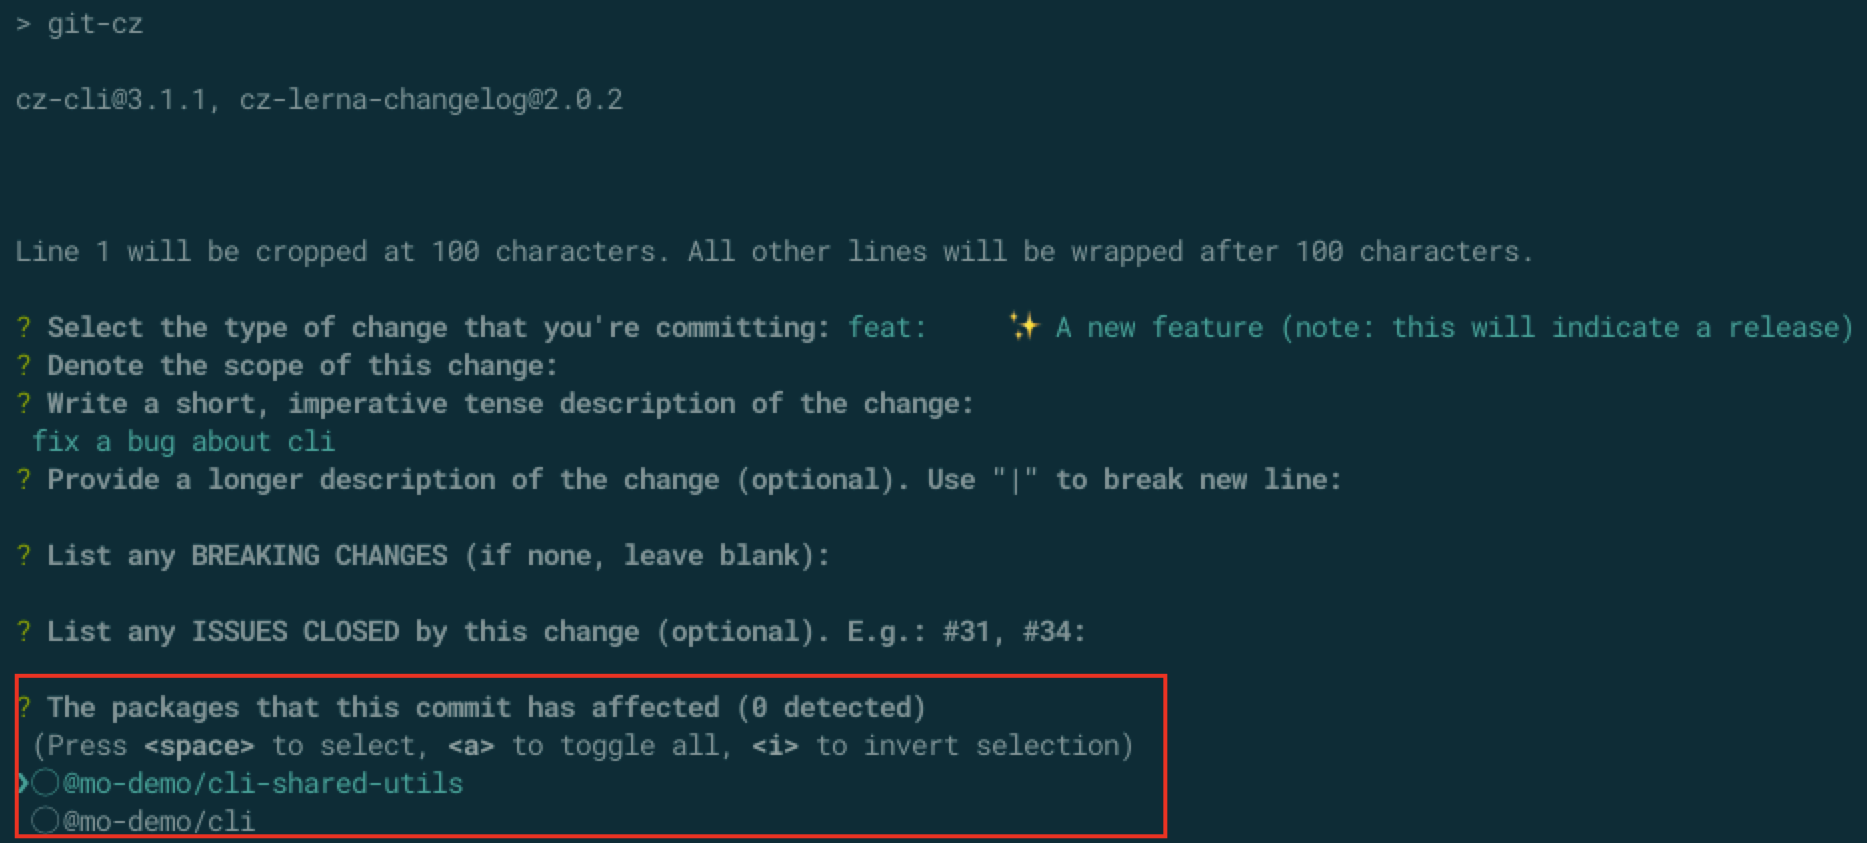 > git-cz
cz-cli@3.1.1, cz-lerna-changelog@2.0.2
Line 1 will be cropped at 100 characters. All other lines will be wrapped after 100 characters.
? Select the type of change that you're committing: feat: ✨ A new feature (note: this will indicate a release)
? Denote the scope of this change:
? Write a short, imperative tense description of the change:
fix a bug about cli
? Provide a longer description of the change (optional). Use "|" to break new line:
? List any BREAKING CHANGES (if none, leave blank):
? List any ISSUES CLOSED by this change (optional). E.g.: #31, #34:
? The packages that this commit has affected (0 detected)
(Press <space> to select, <a> to toggle all, <i> to invert selection)
❯◯@mo-demo/cli-shared-utils
◯@mo-demo/cli